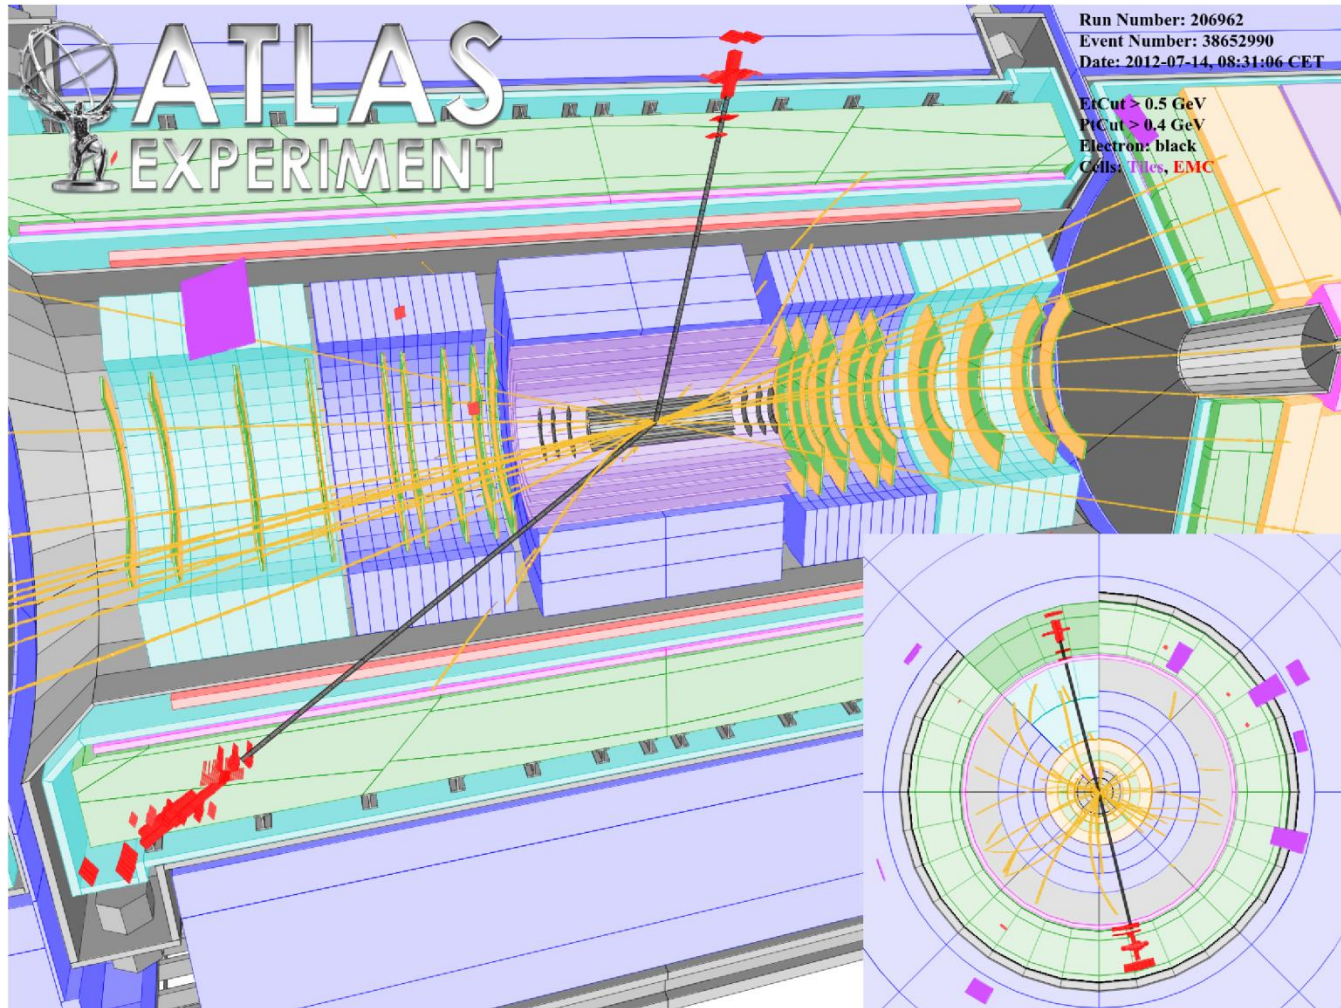 ATLAS
EXPERIMENT
Run Number: 206962
Event Number: 38652990
Date: 2012-07-14, 08:31:06 CET
EtCut > 0.5 GeV
PtCut > 0.4 GeV
Electron: black
Cells: Tiles, EMC